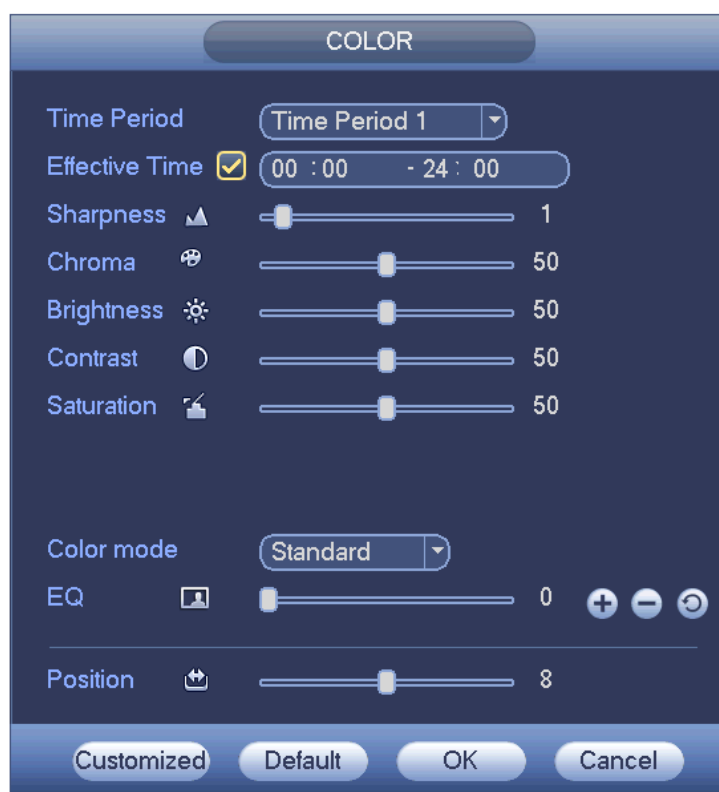 COLOR
Time Period Time Period 1
Effective Time 00 :00 - 24 : 00
Sharpness 1
Chroma 50
Brightness 50
Contrast 50
Saturation 50
Color mode Standard
EQ 0
Position 8
Customized Default OK Cancel